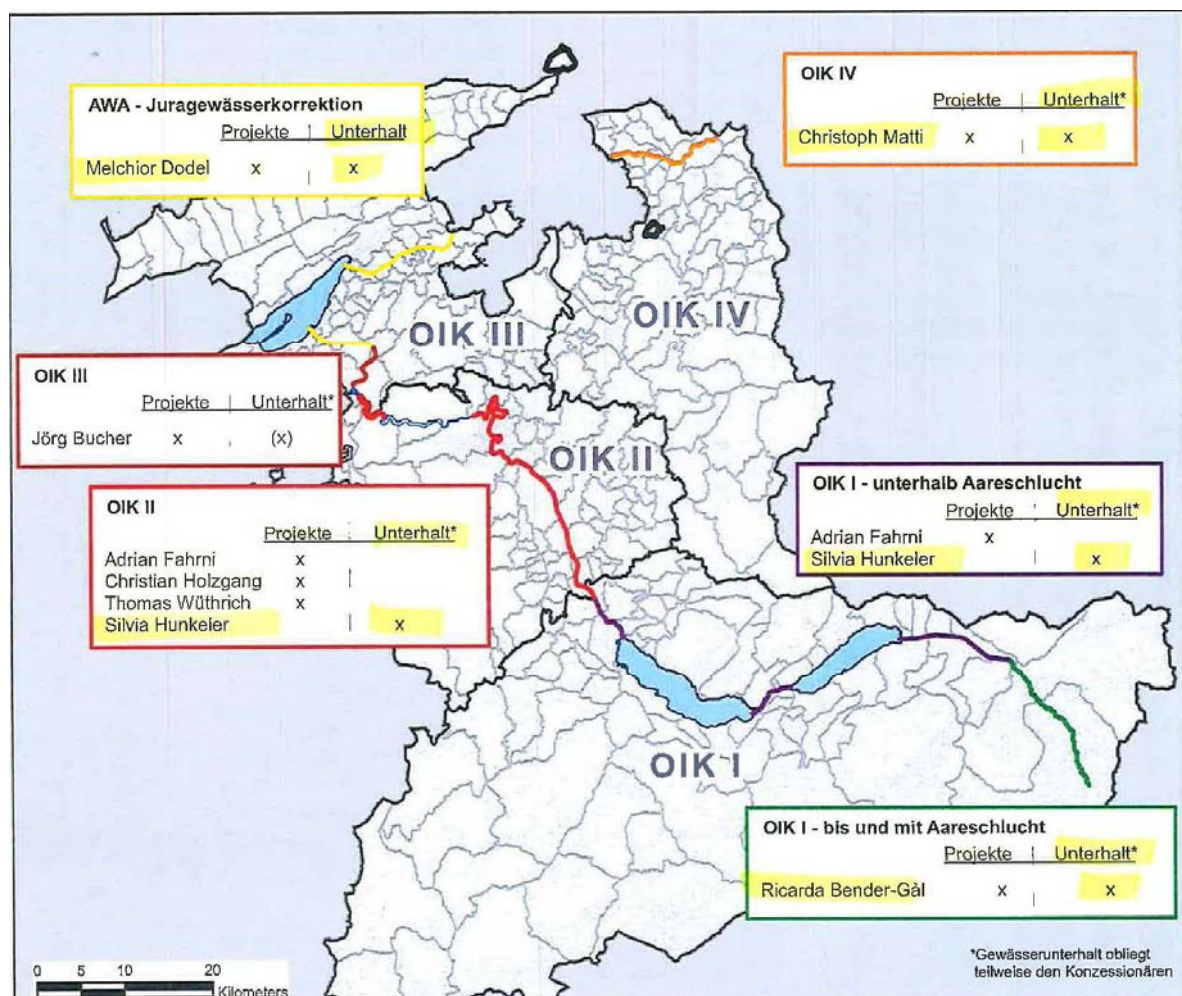 AWA - Juragewässerkorrektion
Projekte | Unterhalt
Melchior Dodel x | x
OIK IV
Projekte | Unterhalt*
Christoph Matti x | x
OIK III
OIK IV
OIK III
Projekte | Unterhalt*
Jörg Bucher x (x)
OIK II
OIK II
Projekte Unterhalt*
Adrian Fahrni x
Christian Holzgang x
Thomas Wüthrich x
Silvia Hunkeler x
OIK I - unterhalb Aareschlucht
Projekte | Unterhalt*
Adrian Fahrni x
Silvia Hunkeler x
OIK I
OIK I - bis und mit Aareschlucht
Projekte | Unterhalt*
Ricarda Bender-Gàl x x
*Gewässerunterhalt obliegt
teilweise den Konzessionären
0 5 10 20
Kilometers